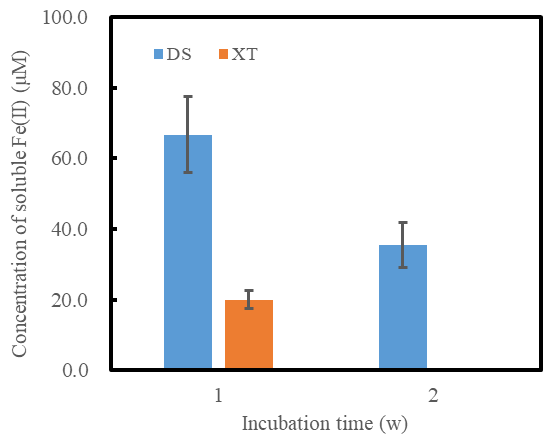 Concentration of soluble Fe(II) (μM)
100.0
80.0
60.0
40.0
20.0
0.0
DS XT
1 2
Incubation time (w)